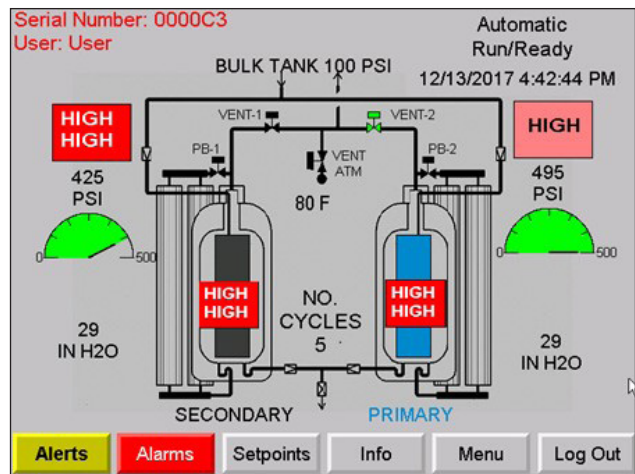 Serial Number: 0000C3
User: User
Automatic
Run/Ready
12/13/2017 4:42:44 PM
BULK TANK 100 PSI
HIGH
HIGH
VENT-1
VENT-2
HIGH
PB-1
VENT
ATM
PB-2
425
PSI
80 F
495
PSI
0
500
0
500
HIGH
HIGH
HIGH
HIGH
NO.
CYCLES
5
29
IN H2O
29
IN H2O
SECONDARY
PRIMARY
Alerts
Alarms
Setpoints
Info
Menu
Log Out